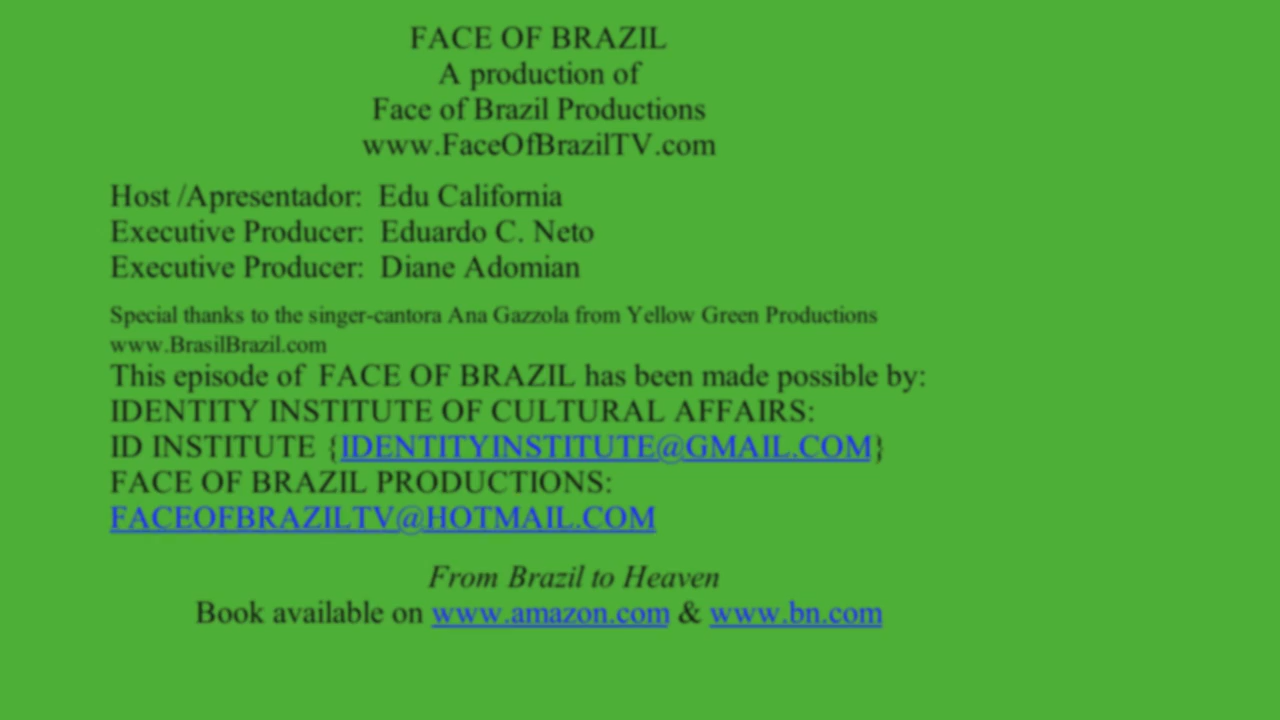 FACE OF BRAZIL
A production of
Face of Brazil Productions
www.FaceOfBrazilTV.com
Host /Apresentador: Edu California
Executive Producer: Eduardo C. Neto
Executive Producer: Diane Adomian
Special thanks to the singer-cantora Ana Gazzola from Yellow Green Productions
www.BrasilBrazil.com
This episode of FACE OF BRAZIL has been made possible by:
IDENTITY INSTITUTE OF CULTURAL AFFAIRS:
ID INSTITUTE {IDENTITYINSTITUTE@GMAIL.COM}
FACE OF BRAZIL PRODUCTIONS:
FACEOFBRAZILTV@HOTMAIL.COM
From Brazil to Heaven
Book available on www.amazon.com & www.bn.com